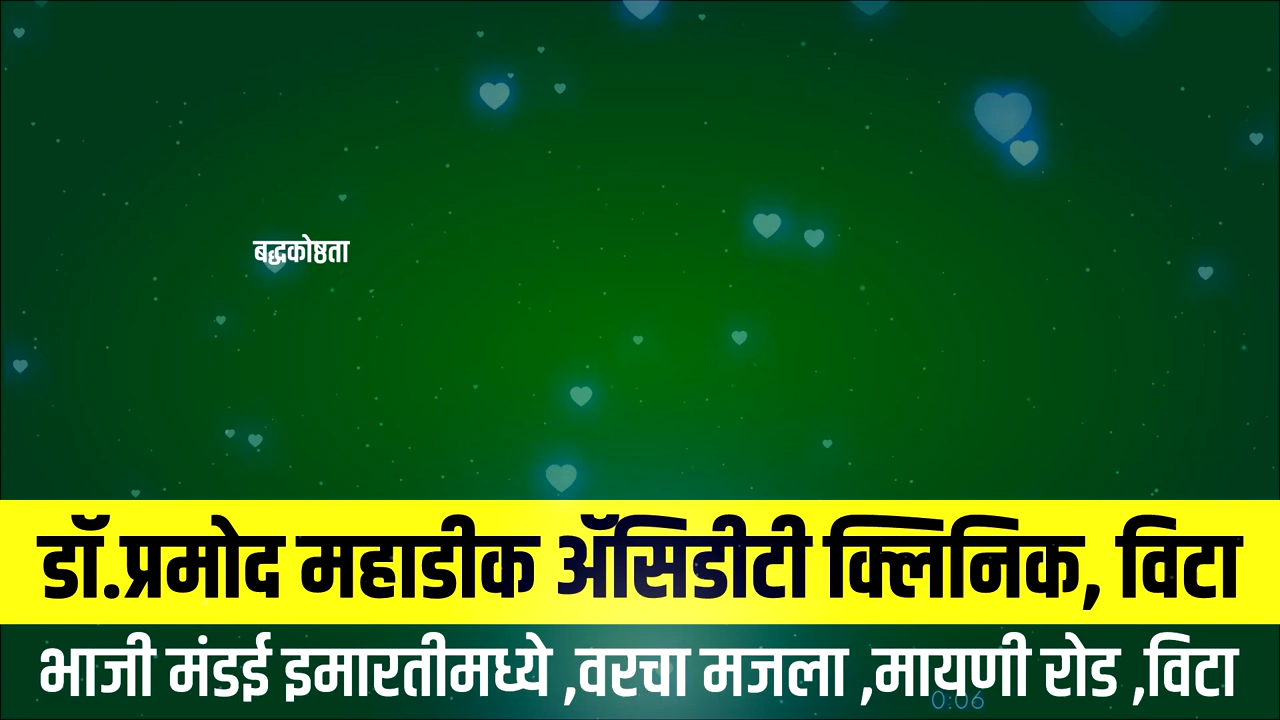 बद्धकोष्ठता
डॉ.प्रमोद महाडीक ॲसिडीटी क्लिनिक, विटा
भाजी मंडई इमारतीमध्ये ,वरचा मजला ,मायणी रोड ,विटा
0:06